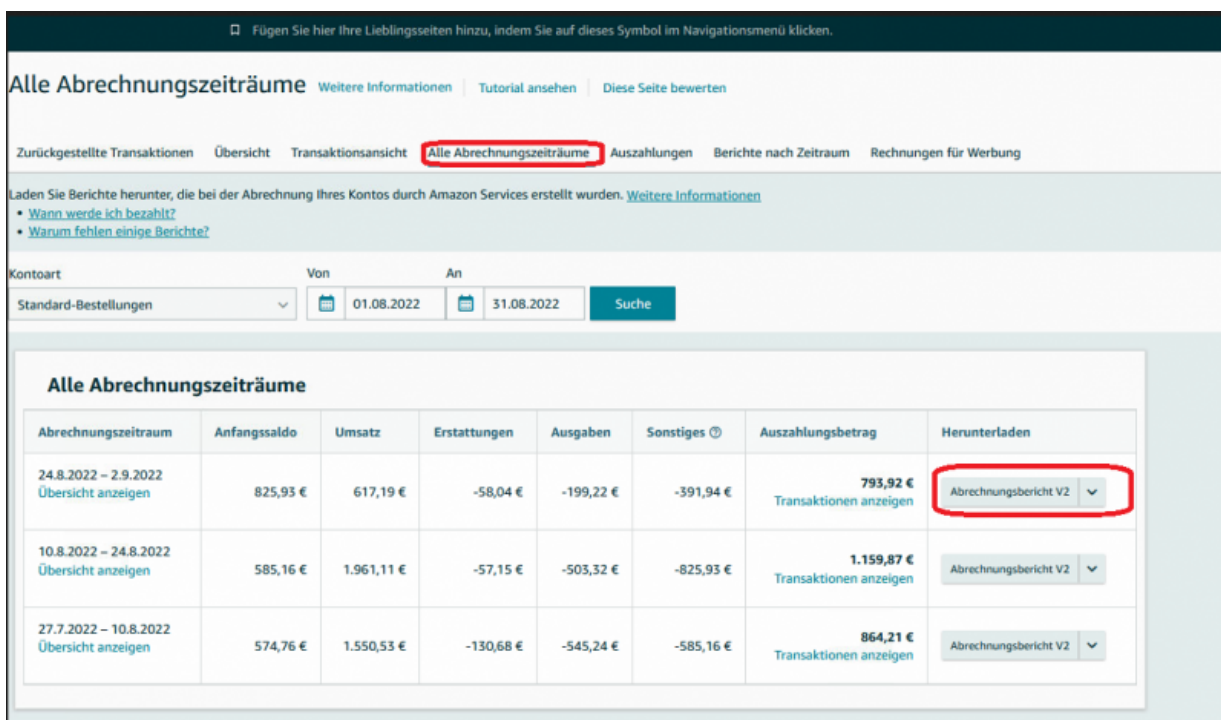 Fügen Sie hier Ihre Lieblingsseiten hinzu, indem Sie auf dieses Symbol im Navigationsmenü klicken.
Alle Abrechnungszeiträume Weitere Informationen Tutorial ansehen Diese Seite bewerten
Zurückgestellte Transaktionen Übersicht Transaktionsansicht Alle Abrechnungszeiträume Auszahlungen Berichte nach Zeitraum Rechnungen für Werbung
Laden Sie Berichte herunter, die bei der Abrechnung Ihres Kontos durch Amazon Services erstellt wurden. Weitere Informationen
• Wann werde ich bezahlt?
• Warum fehlen einige Berichte?
Kontoart Von An
Standard-Bestellungen 01.08.2022 31.08.2022 Suche
Alle Abrechnungszeiträume
Abrechnungszeitraum Anfangssaldo Umsatz Erstattungen Ausgaben Sonstiges ? Auszahlungsbetrag Herunterladen
24.8.2022 – 2.9.2022 793,92 €
Übersicht anzeigen 825,93 € 617,19 € -58,04 € -199,22 € -391,94 € Transaktionen anzeigen Abrechnungsbericht V2
10.8.2022 – 24.8.2022 1.159,87 €
Übersicht anzeigen 585,16 € 1.961,11 € -57,15 € -503,32 € -825,93 € Transaktionen anzeigen Abrechnungsbericht V2
27.7.2022 – 10.8.2022 864,21 €
Übersicht anzeigen 574,76 € 1.550,53 € -130,68 € -545,24 € -585,16 € Transaktionen anzeigen Abrechnungsbericht V2